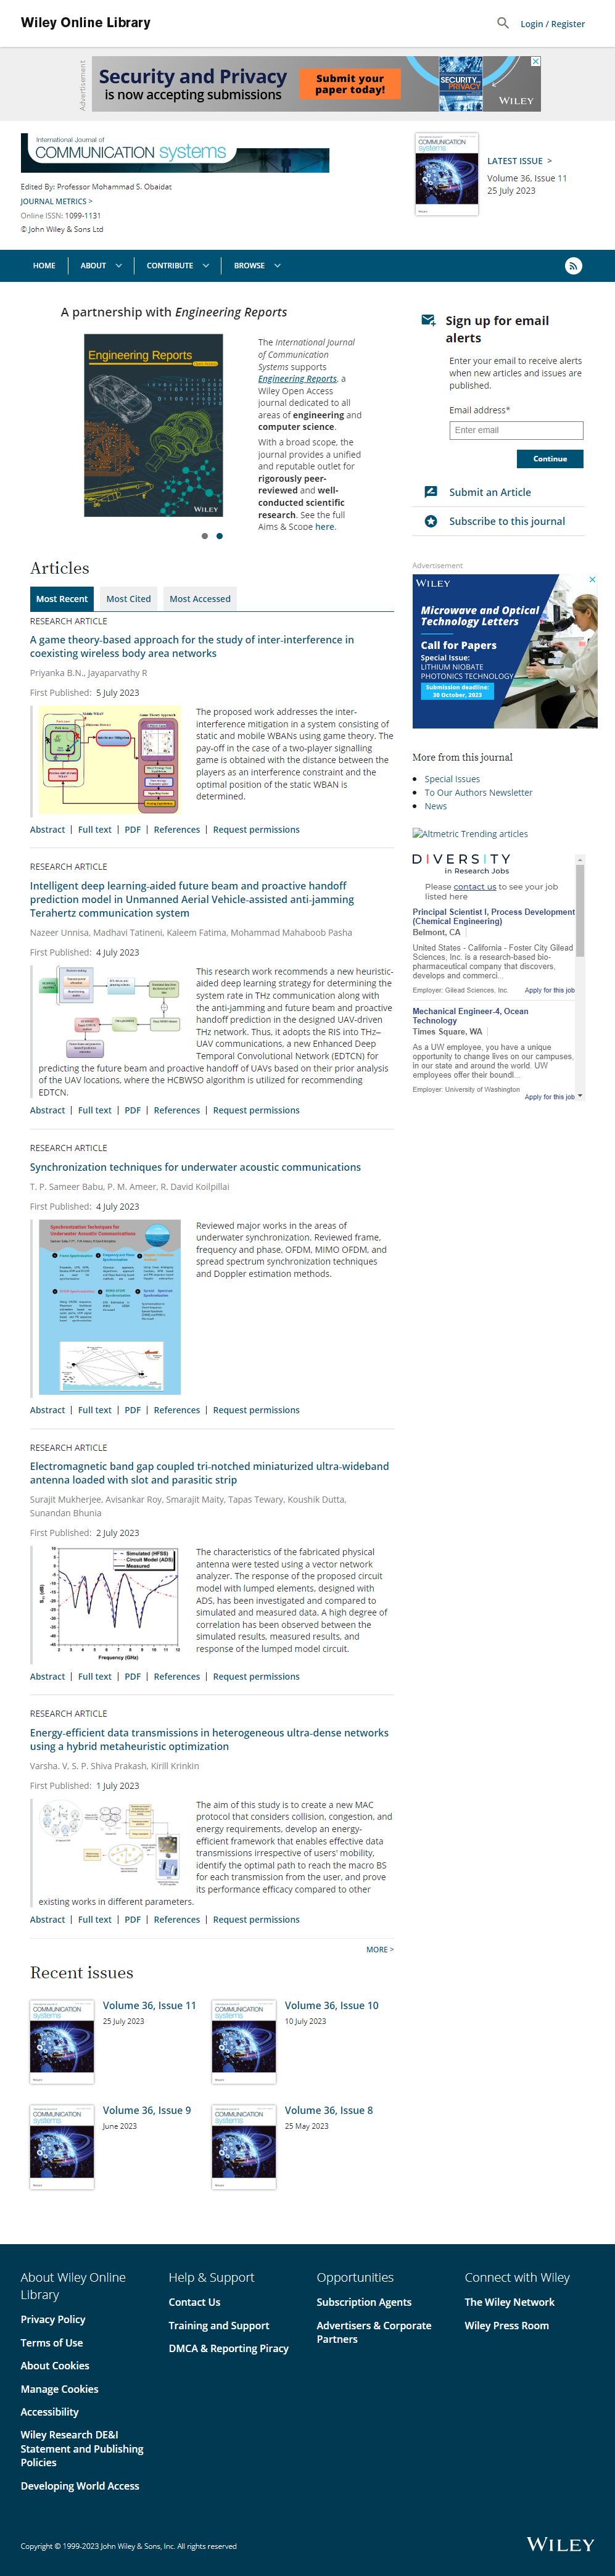 Wiley Online Library
Login / Register
Advertisement
Security and Privacy
is now accepting submissions
Submit your
paper today!
SECURITY
PRIVACY
WILEY
International Journal of
COMMUNICATION systems
Edited By: Professor Mohammad S. Obaidat
JOURNAL METRICS >
Online ISSN: 1099-1131
© John Wiley & Sons Ltd
LATEST ISSUE >
Volume 36, Issue 11
25 July 2023
HOME
ABOUT
CONTRIBUTE
BROWSE
A partnership with Engineering Reports
Engineering Reports
Open Access
WILEY
The International Journal
of Communication
Systems supports
Engineering Reports, a
Wiley Open Access
journal dedicated to all
areas of engineering and
computer science.
With a broad scope, the
journal provides a unified
and reputable outlet for
rigorously peer-
reviewed and well-
conducted scientific
research. See the full
Aims & Scope here.
Sign up for email
alerts
Enter your email to receive alerts
when new articles and issues are
published.
Email address*
Enter email
Continue
Submit an Article
Subscribe to this journal
Advertisement
WILEY
Microwave and Optical
Technology Letters
Call for Papers
Special Issue:
LITHIUM NIOBATE
PHOTONICS TECHNOLOGY
Submission deadline:
30 October, 2023
More from this journal
Special Issues
To Our Authors Newsletter
News
Altmetric Trending articles
DIVERSITY
in Research Jobs
Please contact us to see your job
listed here
Principal Scientist I, Process Development
(Chemical Engineering)
Belmont, CA
United States - California - Foster City Gilead
Sciences, Inc. is a research-based bio-
pharmaceutical company that discovers,
develops and commerci...
Employer: Gilead Sciences, Inc.
Apply for this job
Mechanical Engineer-4, Ocean
Technology
Times Square, WA
As a UW employee, you have a unique
opportunity to change lives on our campuses,
in our state and around the world. UW
employees offer their boundl...
Employer: University of Washington
Apply for this job
Articles
Most Recent
Most Cited
Most Accessed
RESEARCH ARTICLE
A game theory-based approach for the study of inter-interference in
coexisting wireless body area networks
Priyanka B.N., Jayaparvathy R
First Published: 5 July 2023
The proposed work addresses the inter-
interference mitigation in a system consisting of
static and mobile WBANs using game theory. The
pay-off in the case of a two-player signalling
game is obtained with the distance between the
players as an interference constraint and the
optimal position of the static WBAN is
determined.
Abstract | Full text | PDF | References | Request permissions
RESEARCH ARTICLE
Intelligent deep learning-aided future beam and proactive handoff
prediction model in Unmanned Aerial Vehicle-assisted anti-jamming
Terahertz communication system
Nazeer Unnisa, Madhavi Tatineni, Kaleem Fatima, Mohammad Mahaboob Pasha
First Published: 4 July 2023
This research work recommends a new heuristic-
aided deep learning strategy for determining the
system rate in THz communication along with
the anti-jamming and future beam and proactive
handoff prediction in the designed UAV-driven
THz network. Thus, it adopts the RIS into THz–
UAV communications, a new Enhanced Deep
Temporal Convolutional Network (EDTCN) for
predicting the future beam and proactive handoff of UAVs based on their prior analysis
of the UAV locations, where the HCBWSO algorithm is utilized for recommending
EDTCN.
Abstract | Full text | PDF | References | Request permissions
RESEARCH ARTICLE
Synchronization techniques for underwater acoustic communications
T. P. Sameer Babu, P. M. Ameer, R. David Koilpillai
First Published: 4 July 2023
Synchronization Techniques for
Underwater Acoustic Communications
Reviewed major works in the areas of
underwater synchronization. Reviewed frame,
frequency and phase, OFDM, MIMO OFDM, and
spread spectrum synchronization techniques
and Doppler estimation methods.
Abstract | Full text | PDF | References | Request permissions
RESEARCH ARTICLE
Electromagnetic band gap coupled tri-notched miniaturized ultra-wideband
antenna loaded with slot and parasitic strip
Surajit Mukherjee, Avisankar Roy, Smarajit Maity, Tapas Tewary, Koushik Dutta,
Sunandan Bhunia
First Published: 2 July 2023
Simulated (HFSS)
Circuit Model (ADS)
Measured
Frequency (GHz)
The characteristics of the fabricated physical
antenna were tested using a vector network
analyzer. The response of the proposed circuit
model with lumped elements, designed with
ADS, has been investigated and compared to
simulated and measured data. A high degree of
correlation has been observed between the
simulated results, measured results, and
response of the lumped model circuit.
Abstract | Full text | PDF | References | Request permissions
RESEARCH ARTICLE
Energy-efficient data transmissions in heterogeneous ultra-dense networks
using a hybrid metaheuristic optimization
Varsha. V, S. P. Shiva Prakash, Kirill Krinkin
First Published: 1 July 2023
The aim of this study is to create a new MAC
protocol that considers collision, congestion, and
energy requirements, develop an energy-
efficient framework that enables effective data
transmissions irrespective of users' mobility,
identify the optimal path to reach the macro BS
for each transmission from the user, and prove
its performance efficacy compared to other
existing works in different parameters.
Abstract | Full text | PDF | References | Request permissions
MORE >
Recent issues
Volume 36, Issue 11
25 July 2023
Volume 36, Issue 10
10 July 2023
Volume 36, Issue 9
June 2023
Volume 36, Issue 8
25 May 2023
About Wiley Online
Library
Privacy Policy
Terms of Use
About Cookies
Manage Cookies
Accessibility
Wiley Research DE&I
Statement and Publishing
Policies
Developing World Access
Help & Support
Contact Us
Training and Support
DMCA & Reporting Piracy
Opportunities
Subscription Agents
Advertisers & Corporate
Partners
Connect with Wiley
The Wiley Network
Wiley Press Room
Copyright © 1999-2023 John Wiley & Sons, Inc. All rights reserved
WILEY